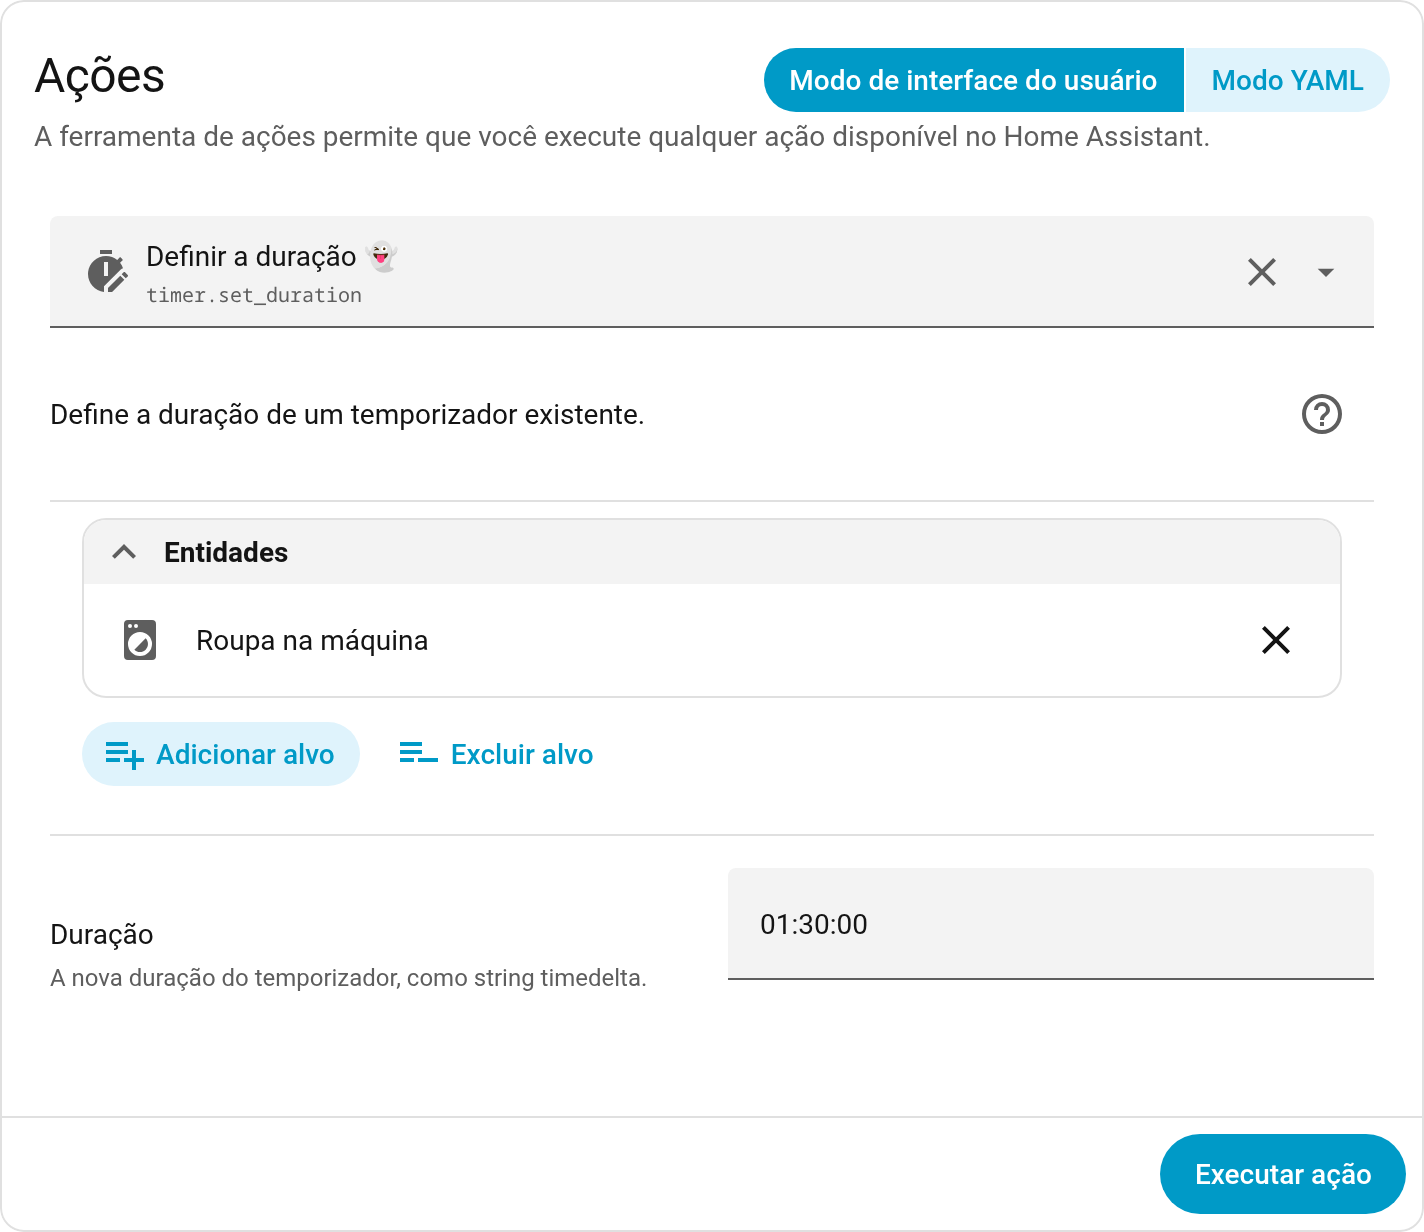 Ações
Modo de interface do usuário
Modo YAML
A ferramenta de ações permite que você execute qualquer ação disponível no Home Assistant.
Definir a duração 👻
timer.set_duration
Define a duração de um temporizador existente.
Entidades
Roupa na máquina
Adicionar alvo
Excluir alvo
Duração
A nova duração do temporizador, como string timedelta.
01:30:00
Executar ação